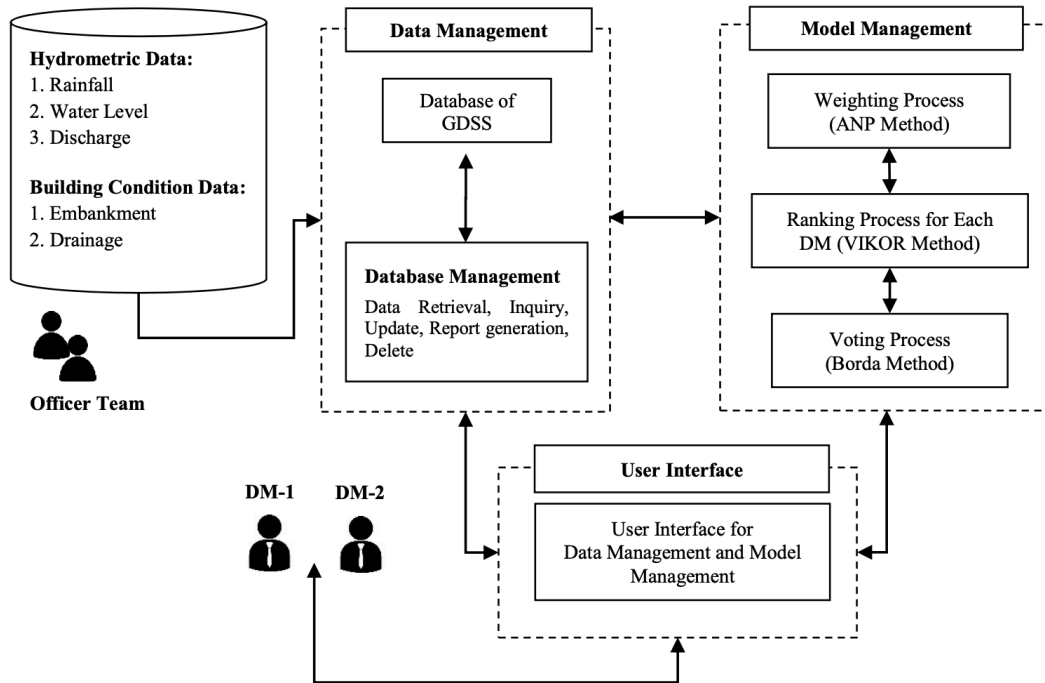 Hydrometric Data:
1. Rainfall
2. Water Level
3. Discharge
Building Condition Data:
1. Embankment
2. Drainage
Officer Team
Data Management
Database of
GDSS
Database Management
Data Retrieval, Inquiry,
Update, Report generation,
Delete
Model Management
Weighting Process
(ANP Method)
Ranking Process for Each
DM (VIKOR Method)
Voting Process
(Borda Method)
DM-1
DM-2
User Interface
User Interface for
Data Management and Model
Management